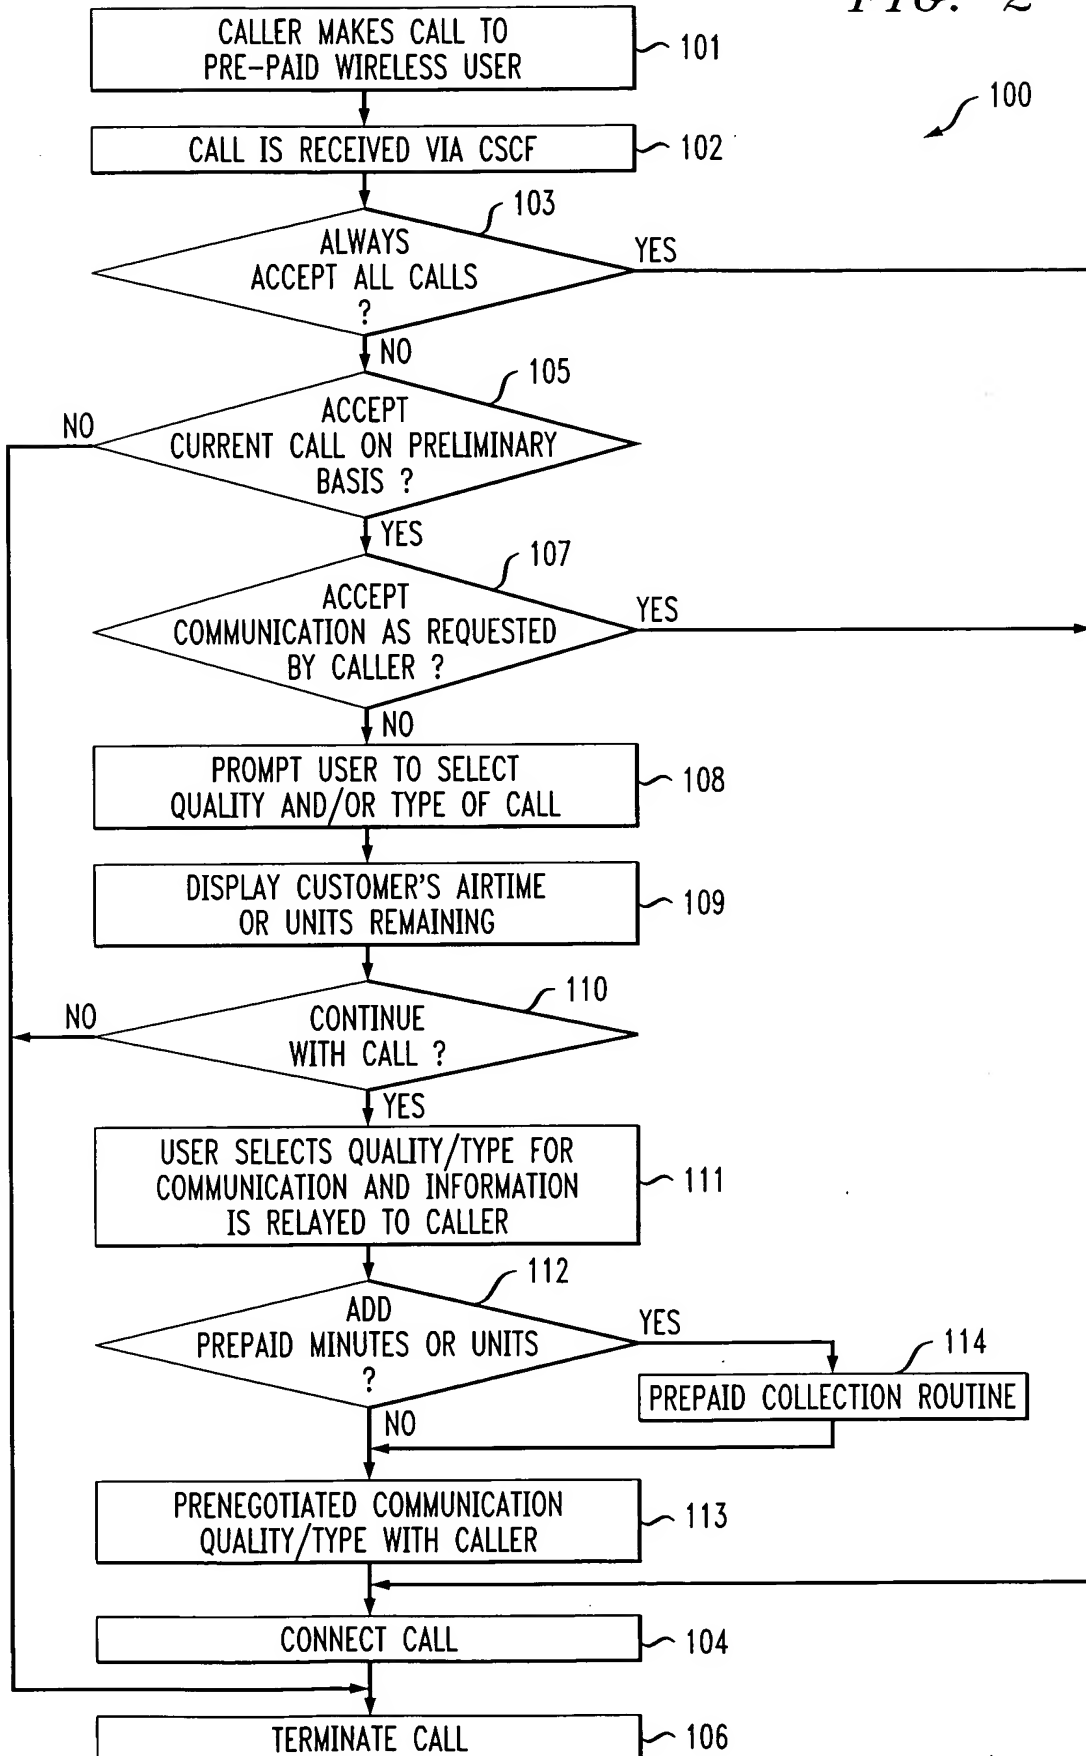 FIG. 2
CALLER MAKES CALL TO
PRE-PAID WIRELESS USER
101
100
CALL IS RECEIVED VIA CSCF
102
103
ALWAYS
ACCEPT ALL CALLS
?
YES
NO
105
ACCEPT
CURRENT CALL ON PRELIMINARY
BASIS ?
NO
YES
107
ACCEPT
COMMUNICATION AS REQUESTED
BY CALLER ?
YES
NO
PROMPT USER TO SELECT
QUALITY AND/OR TYPE OF CALL
108
DISPLAY CUSTOMER'S AIRTIME
OR UNITS REMAINING
109
110
CONTINUE
WITH CALL ?
NO
YES
USER SELECTS QUALITY/TYPE FOR
COMMUNICATION AND INFORMATION
IS RELAYED TO CALLER
111
112
ADD
PREPAID MINUTES OR UNITS
?
YES
114
PREPAID COLLECTION ROUTINE
NO
PRENEGOTIATED COMMUNICATION
QUALITY/TYPE WITH CALLER
113
CONNECT CALL
104
TERMINATE CALL
106